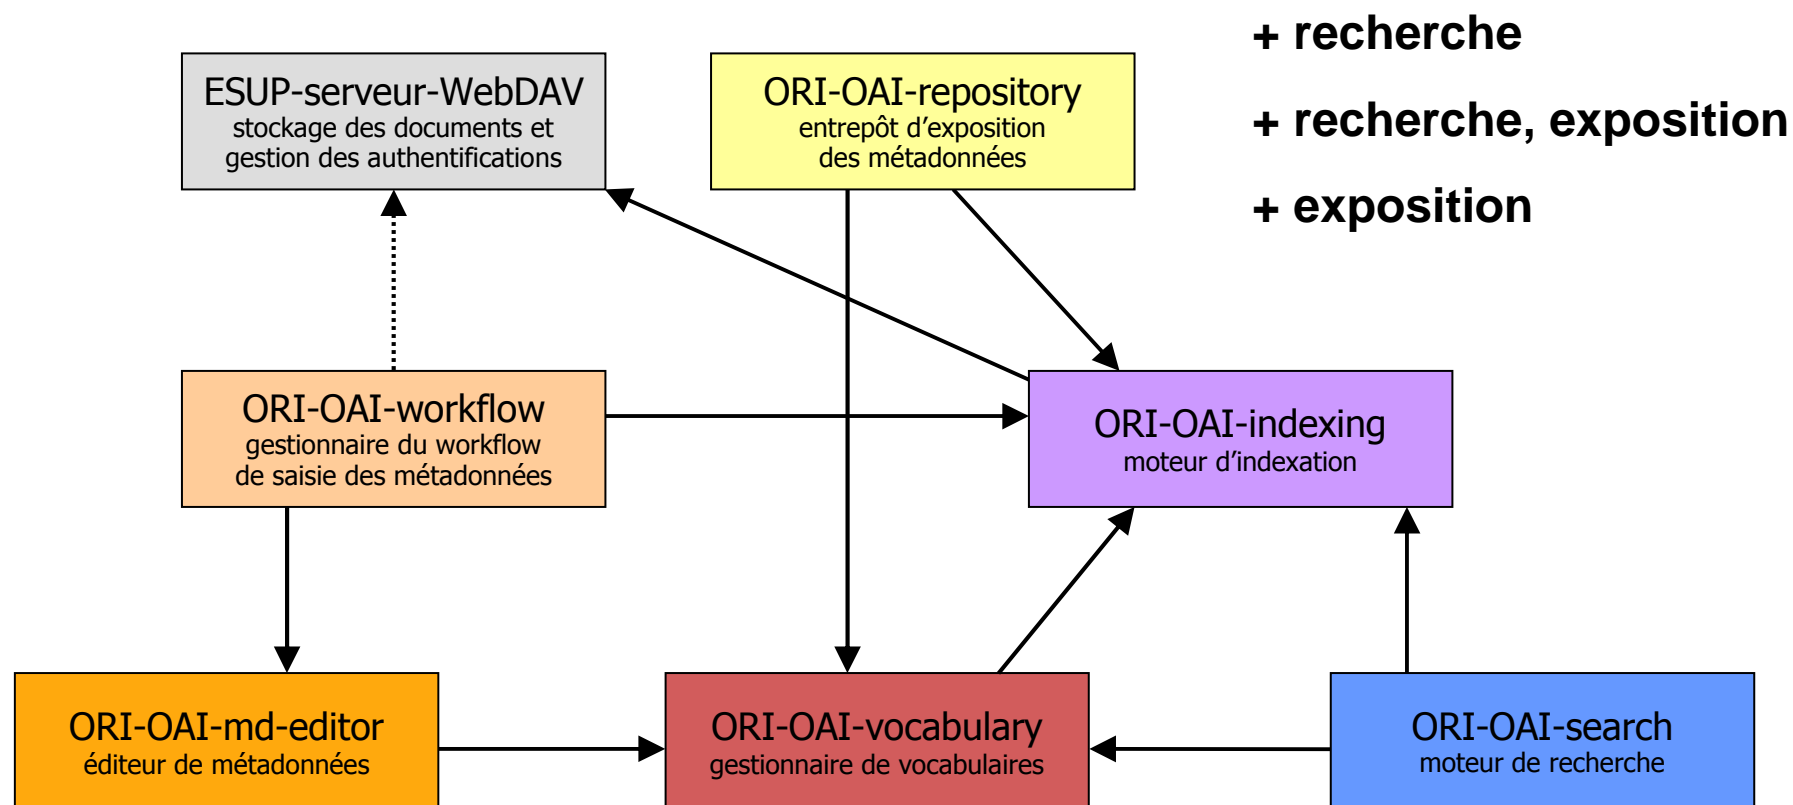 + recherche
+ recherche, exposition
+ exposition
ESUP-serveur-WebDAV
stockage des documents et
gestion des authentifications
ORI-OAI-repository
entrepôt d’exposition
des métadonnées
ORI-OAI-workflow
gestionnaire du workflow
de saisie des métadonnées
ORI-OAI-indexing
moteur d’indexation
ORI-OAI-md-editor
éditeur de métadonnées
ORI-OAI-vocabulary
gestionnaire de vocabulaires
ORI-OAI-search
moteur de recherche